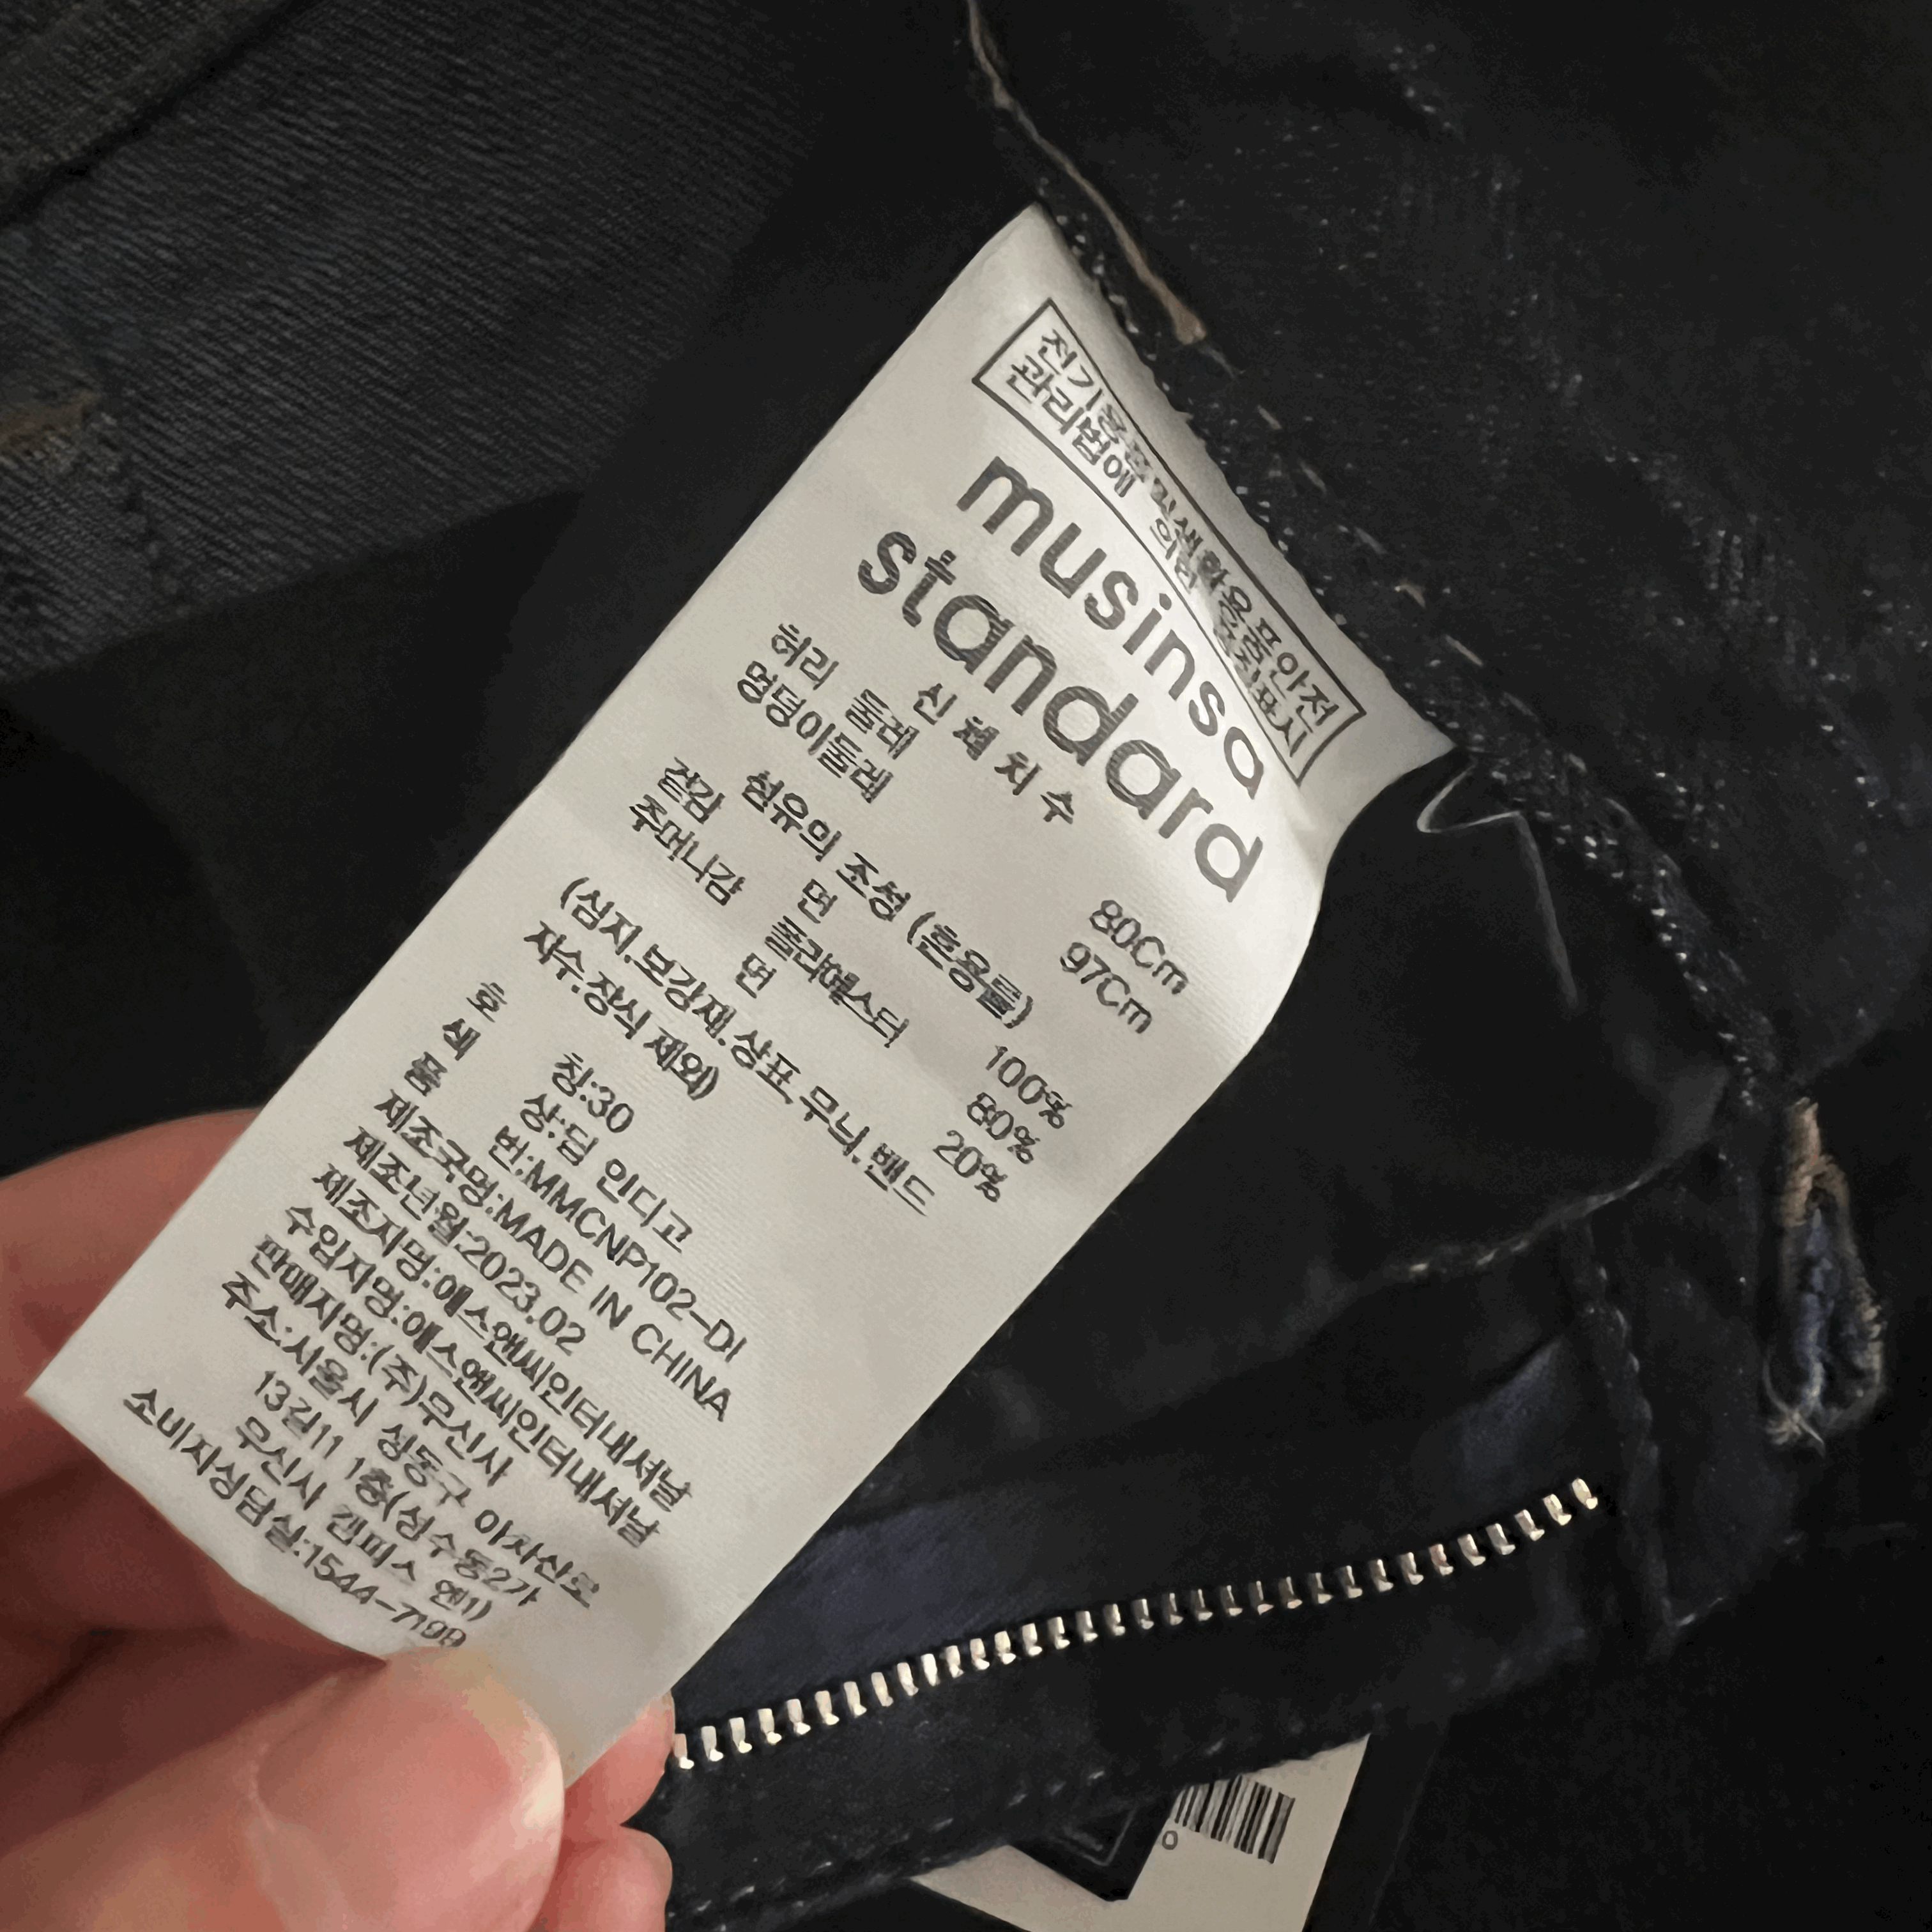 전기용품 및 생활용품 안전
관리법에 의한 품질표시
musinsa
standard
신 체 치 수
허리 둘레 80Cm
엉덩이둘레 97Cm
섬유의 조성 (혼용률)
겉감 면 100%
주머니감 폴리에스터 80%
면 20%
(심지.보강재.상표.무늬.밴드
자수.장식 제외)
호 칭:30
색 상:딥 인디고
품 번:MMCNP102-DI
제조국명:MADE IN CHINA
제조년월:2023.02
제조자명:에스앤씨인터내셔날
수입자명:에스앤씨인터내셔날
판매자명:(주)무신사
주소:서울시 성동구 아차산로
13길11 1층(성수동2가
무신사 캠퍼스 엔1)
소비자상담실:1544-7199
0